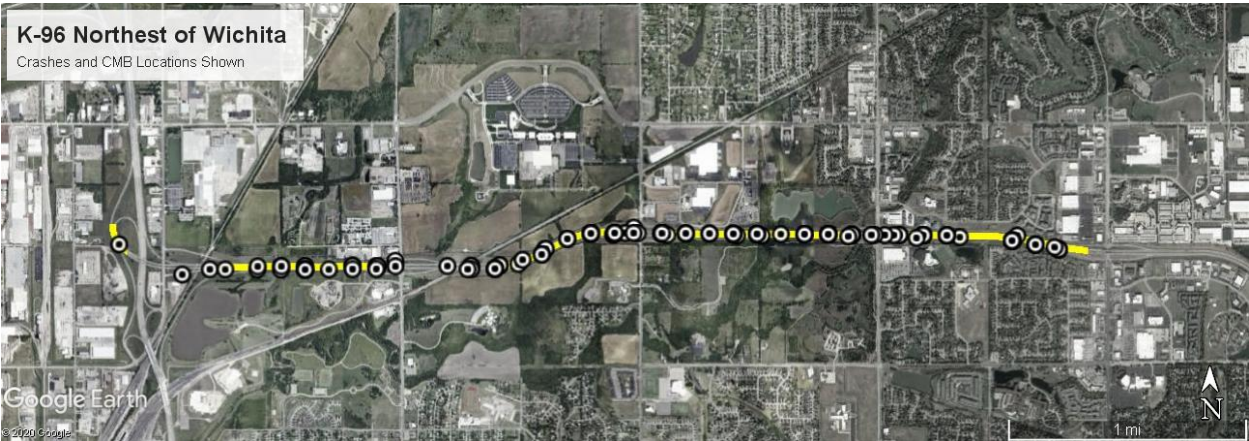 K-96 Northest of Wichita
Crashes and CMB Locations Shown
Google Earth
© 2020 Google
N
1 mi